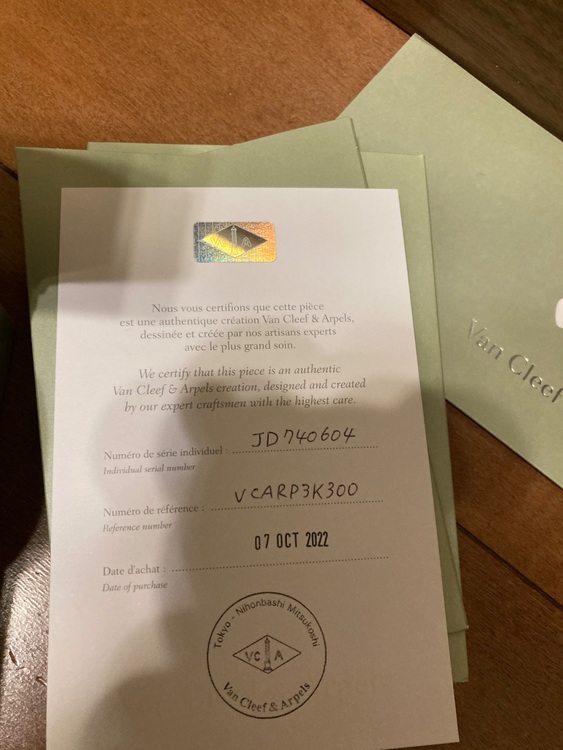 VCA
Nous vous certifions que cette pièce
est une authentique création Van Cleef & Arpels,
dessinée et créée par nos artisans experts
avec le plus grand soin.
We certify that this piece is an authentic
Van Cleef & Arpels creation, designed and created
by our expert craftsmen with the highest care.
Numéro de série individuel : JD740604
Individual serial number
Numéro de référence : VCARP3K300
Reference number
Date d'achat : 07 OCT 2022
Date of purchase
Tokyo - Nihonbashi Mitsukoshi
VC A
Van Cleef & Arpels
Van Cleef